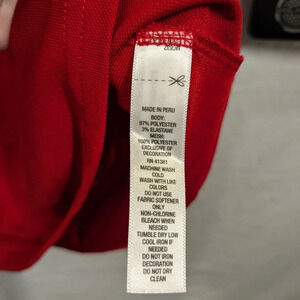 MADE IN PERU
BODY:
97% POLYESTER
3% ELASTANE
MESH:
100% POLYESTER
EXCLUSIVE OF
DECORATION
RN 41381
MACHINE WASH
COLD
WASH WITH LIKE
COLORS
DO NOT USE
FABRIC SOFTENER
ONLY
NON-CHLORINE
BLEACH WHEN
NEEDED
TUMBLE DRY LOW
COOL IRON IF
NEEDED
DO NOT IRON
DECORATION
DO NOT DRY
CLEAN